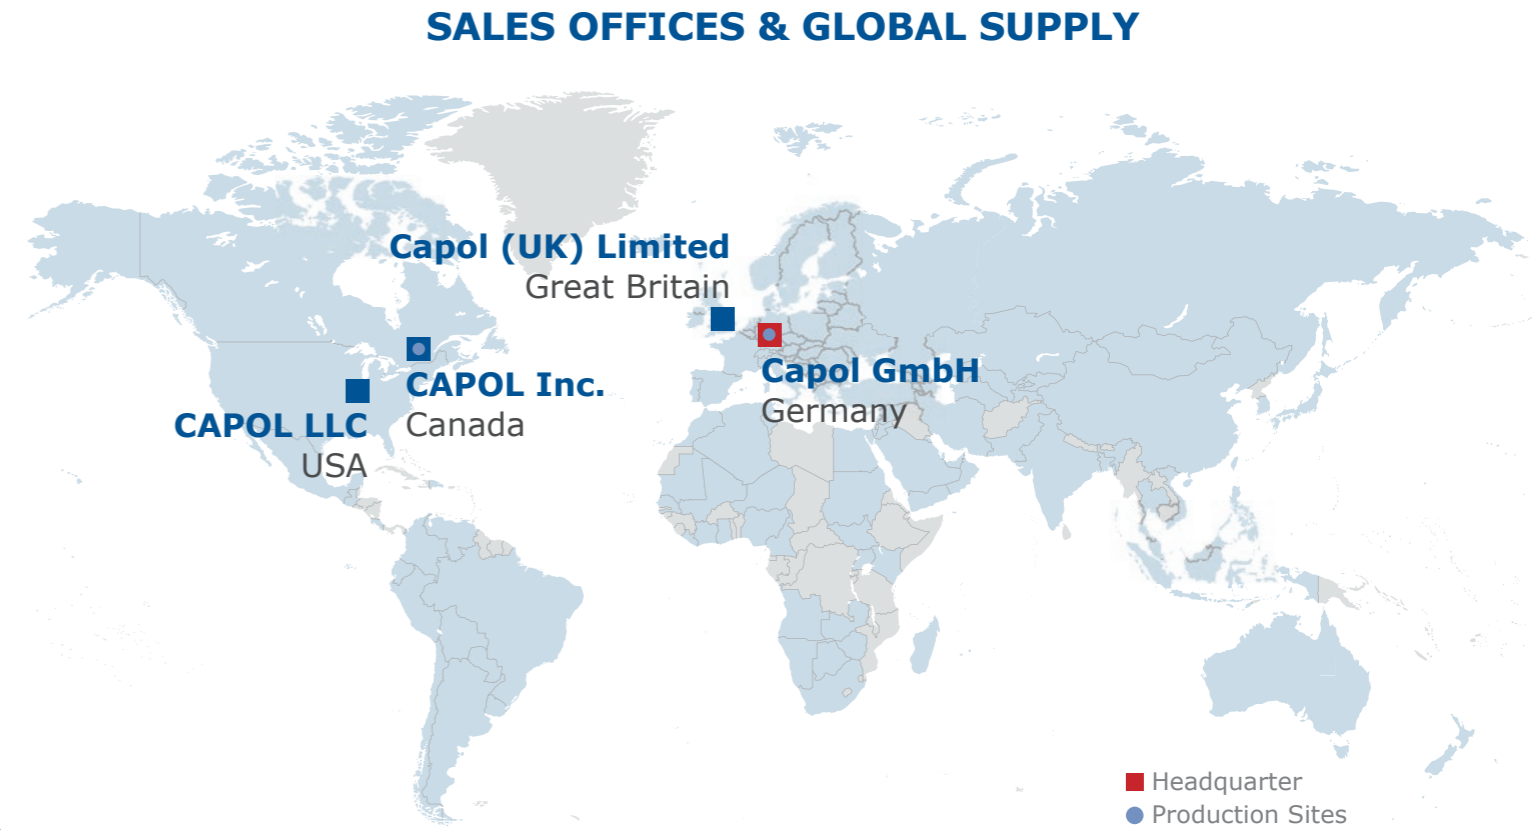 SALES OFFICES & GLOBAL SUPPLY
Capol (UK) Limited
Great Britain
CAPOL Inc.
Canada
CAPOL LLC
USA
Capol GmbH
Germany
Headquarter
Production Sites